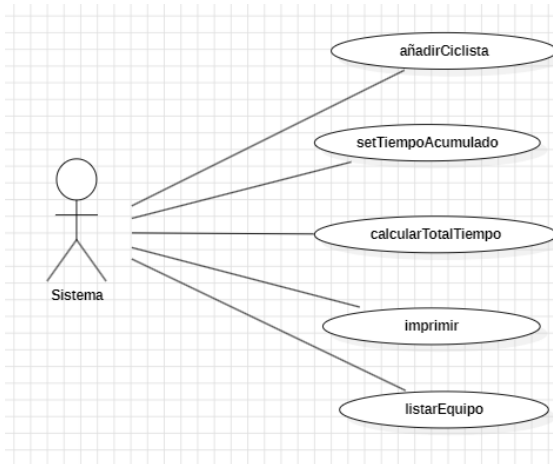 añadirCiclista
setTiempoAcumulado
calcularTotalTiempo
Sistema
imprimir
listarEquipo